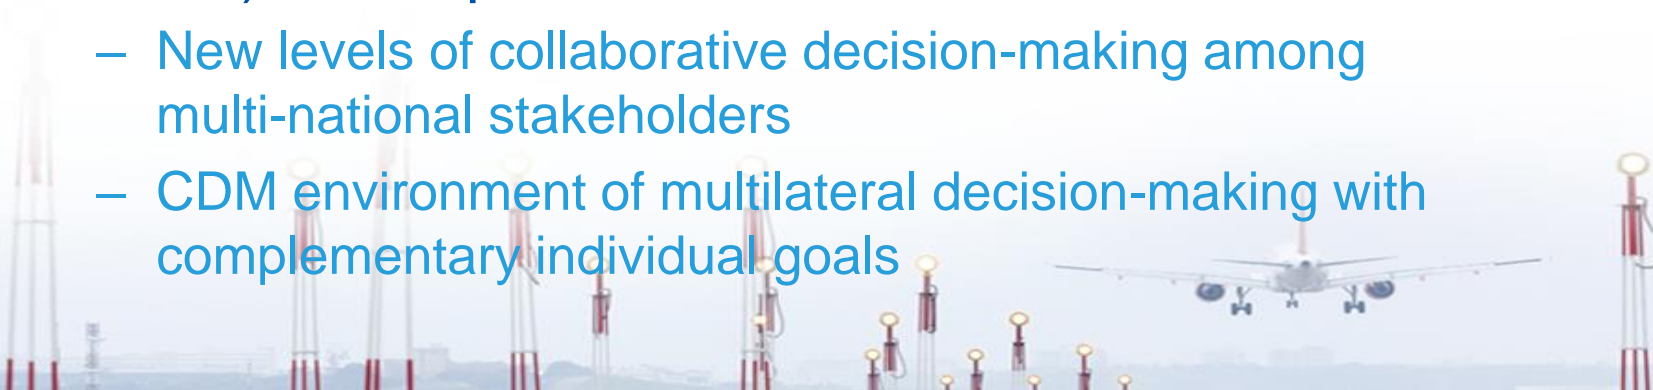 – New levels of collaborative decision-making among
multi-national stakeholders
– CDM environment of multilateral decision-making with
complementary individual goals